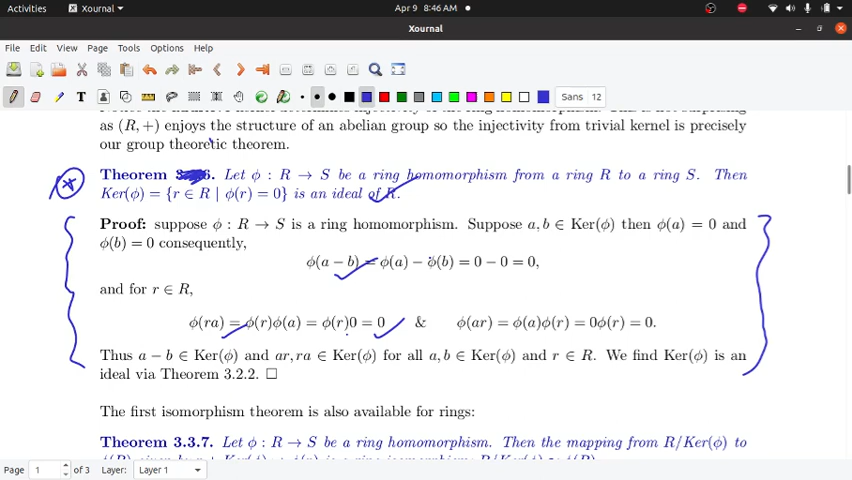 Activities Xournal Apr 9 8:46 AM
Xournal
File Edit View Page Tools Options Help
T Sans 12
as (R, +) enjoys the structure of an abelian group so the injectivity from trivial kernel is precisely
our group theoretic theorem.
Theorem 6. Let ϕ : R → S be a ring homomorphism from a ring R to a ring S. Then
Ker(ϕ) = {r ∈ R | ϕ(r) = 0} is an ideal of R.
Proof: suppose ϕ : R → S is a ring homomorphism. Suppose a, b ∈ Ker(ϕ) then ϕ(a) = 0 and
ϕ(b) = 0 consequently,
ϕ(a − b) = ϕ(a) − ϕ(b) = 0 − 0 = 0,
and for r ∈ R,
ϕ(ra) = ϕ(r)ϕ(a) = ϕ(r)0 = 0 & ϕ(ar) = ϕ(a)ϕ(r) = 0ϕ(r) = 0.
Thus a − b ∈ Ker(ϕ) and ar, ra ∈ Ker(ϕ) for all a, b ∈ Ker(ϕ) and r ∈ R. We find Ker(ϕ) is an
ideal via Theorem 3.2.2. □
The first isomorphism theorem is also available for rings:
Theorem 3.3.7. Let ϕ : R → S be a ring homomorphism. Then the mapping from R/Ker(ϕ) to
Page 1 of 3 Layer: Layer 1